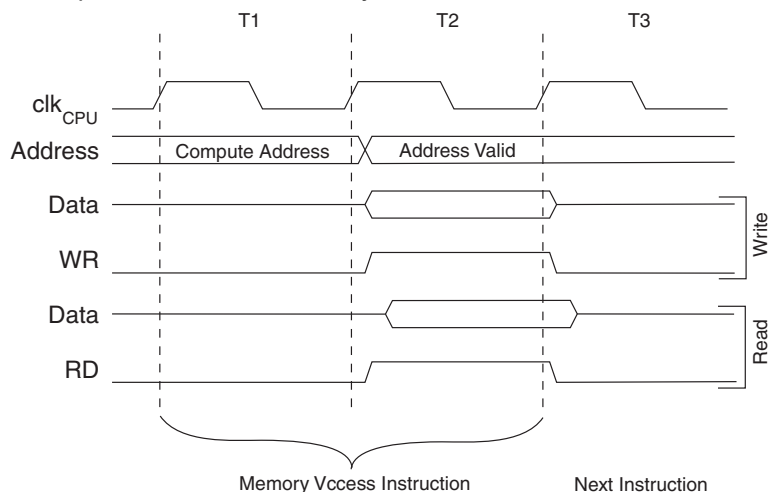 T1 T2 T3
clkCPU
Address Compute Address Address Valid
Data
WR
Write
Data
RD
Read
Memory Vccess Instruction Next Instruction